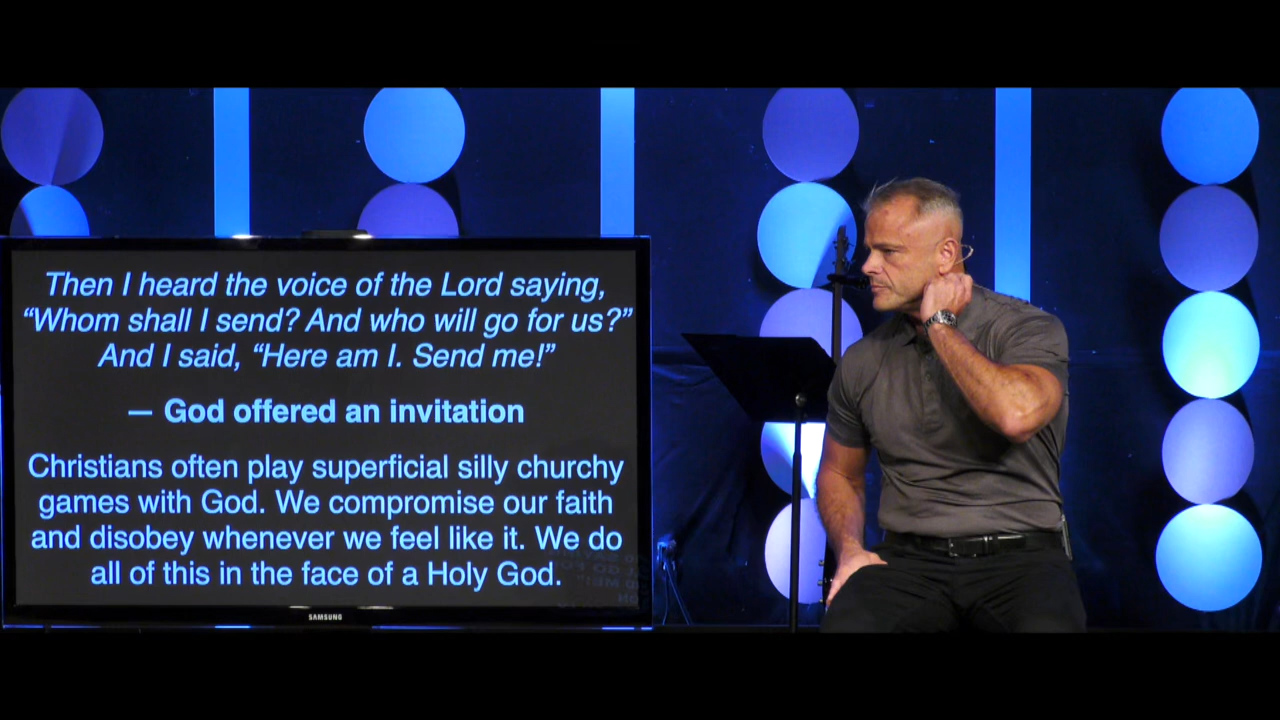 Then I heard the voice of the Lord saying,
“Whom shall I send? And who will go for us?”
And I said, “Here am I. Send me!”
— God offered an invitation
Christians often play superficial silly churchy
games with God. We compromise our faith
and disobey whenever we feel like it. We do
all of this in the face of a Holy God.
SAMSUNG